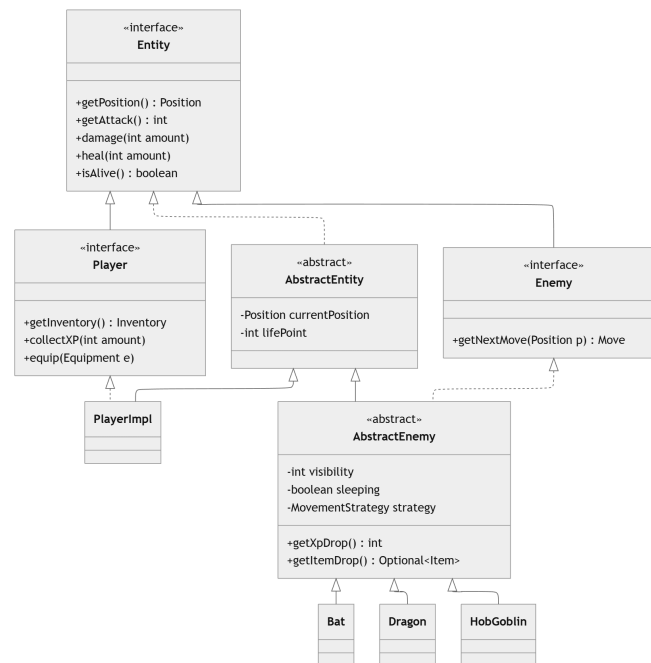 «interface»
Entity
+getPosition() : Position
+getAttack() : int
+damage(int amount)
+heal(int amount)
+isAlive() : boolean
«interface»
Player
+getInventory() : Inventory
+collectXP(int amount)
+equip(Equipment e)
«abstract»
AbstractEntity
-Position currentPosition
-int lifePoint
«interface»
Enemy
+getNextMove(Position p) : Move
PlayerImpl
«abstract»
AbstractEnemy
-int visibility
-boolean sleeping
-MovementStrategy strategy
+getXpDrop() : int
+getItemDrop() : Optional<Item>
Bat
Dragon
HobGoblin